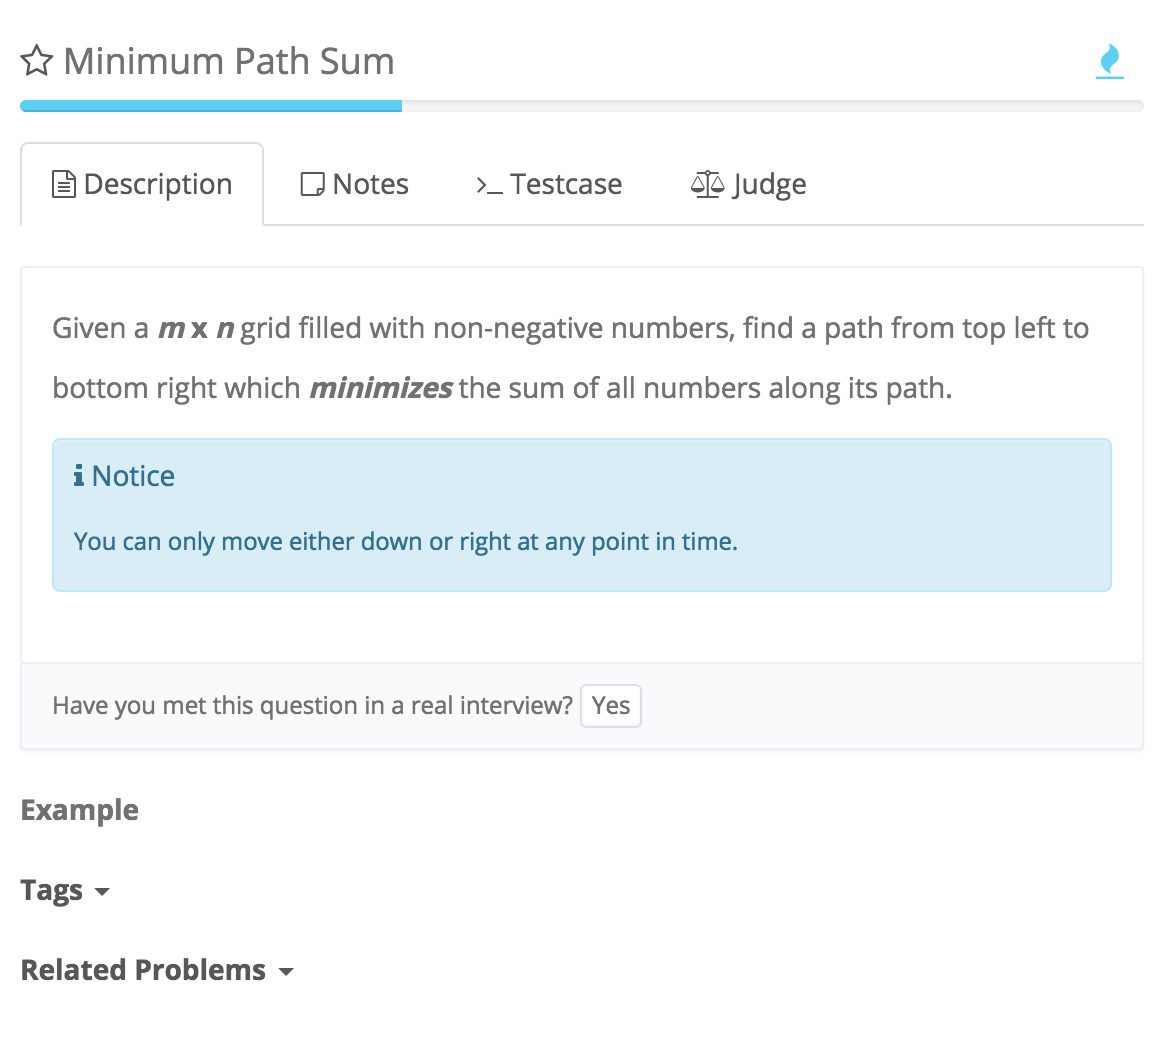 Minimum Path Sum
Description
Notes
>_ Testcase
Judge
Given a m x n grid filled with non-negative numbers, find a path from top left to
bottom right which minimizes the sum of all numbers along its path.
Notice
You can only move either down or right at any point in time.
Have you met this question in a real interview? Yes
Example
Tags
Related Problems